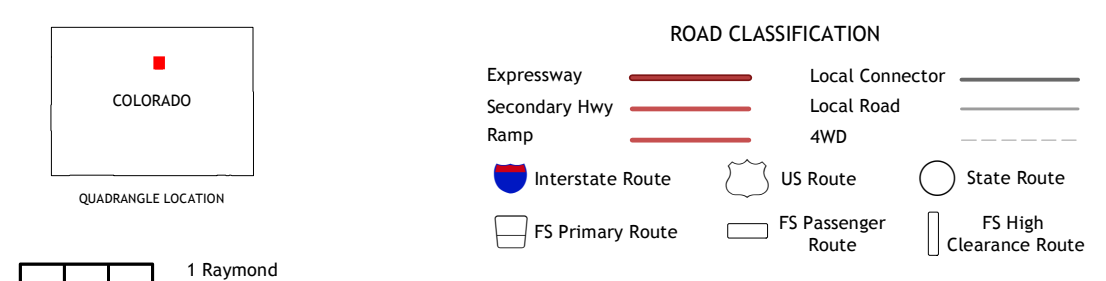 COLORADO
QUADRANGLE LOCATION
1 Raymond
ROAD CLASSIFICATION
Expressway
Secondary Hwy
Ramp
Local Connector
Local Road
4WD
Interstate Route
US Route
State Route
FS Primary Route
FS Passenger
Route
FS High
Clearance Route